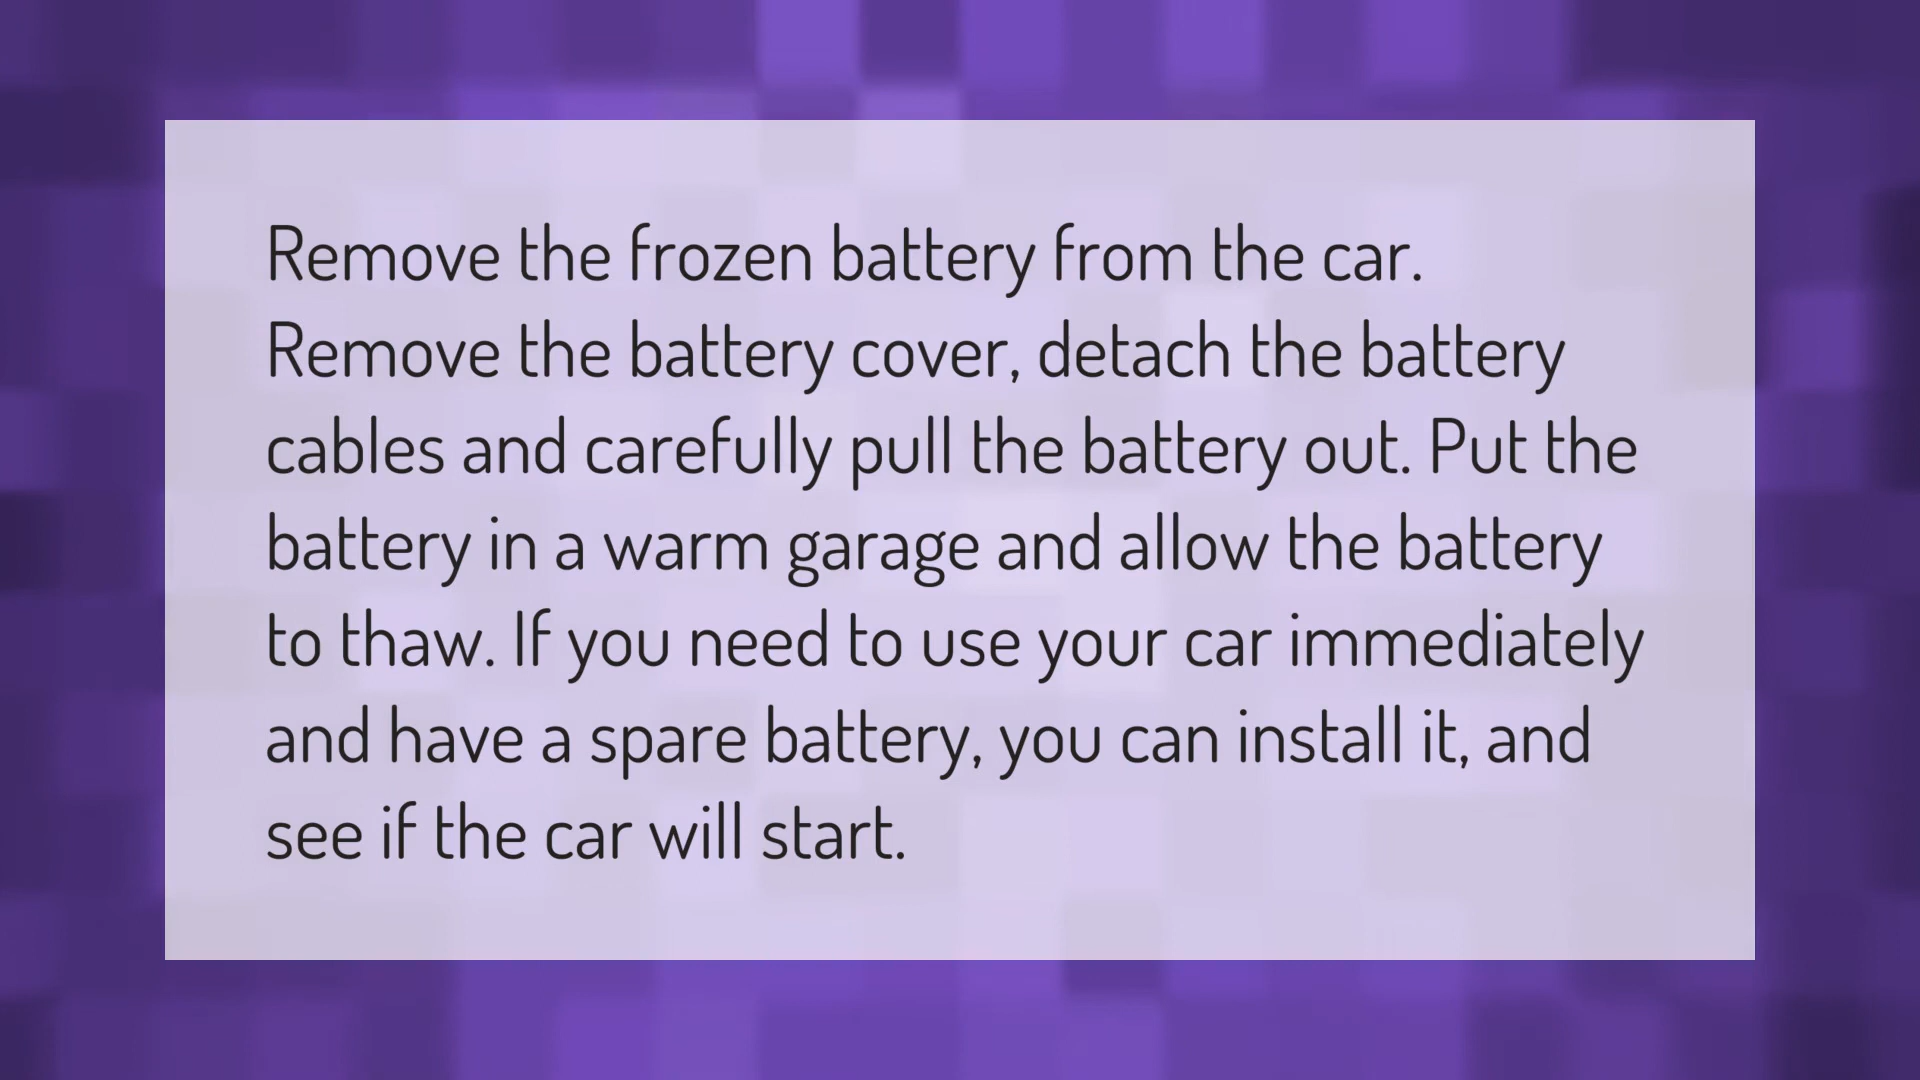 Remove the frozen battery from the car.
Remove the battery cover, detach the battery
cables and carefully pull the battery out. Put the
battery in a warm garage and allow the battery
to thaw. If you need to use your car immediately
and have a spare battery, you can install it, and
see if the car will start.